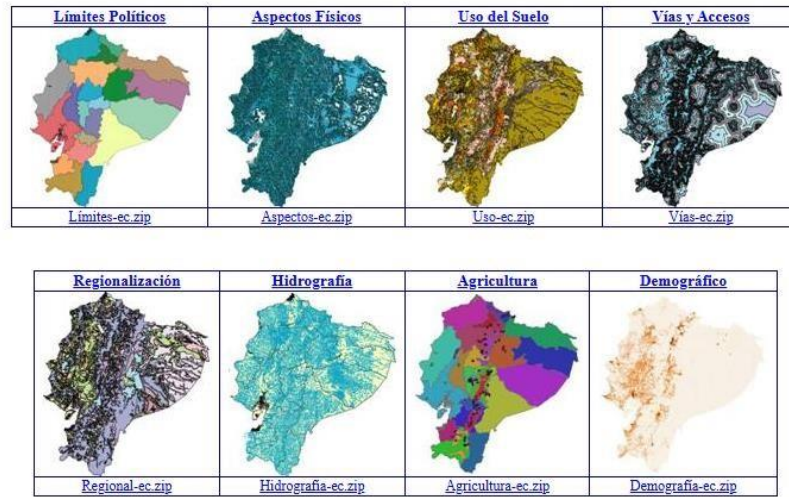 Límites Políticos Aspectos Físicos Uso del Suelo Vías y Accesos
Límites-ec.zip Aspectos-ec.zip Uso-ec.zip Vías-ec.zip
Regionalización Hidrografía Agricultura Demográfico
Regional-ec.zip Hidrografía-ec.zip Agricultura-ec.zip Demografía-ec.zip